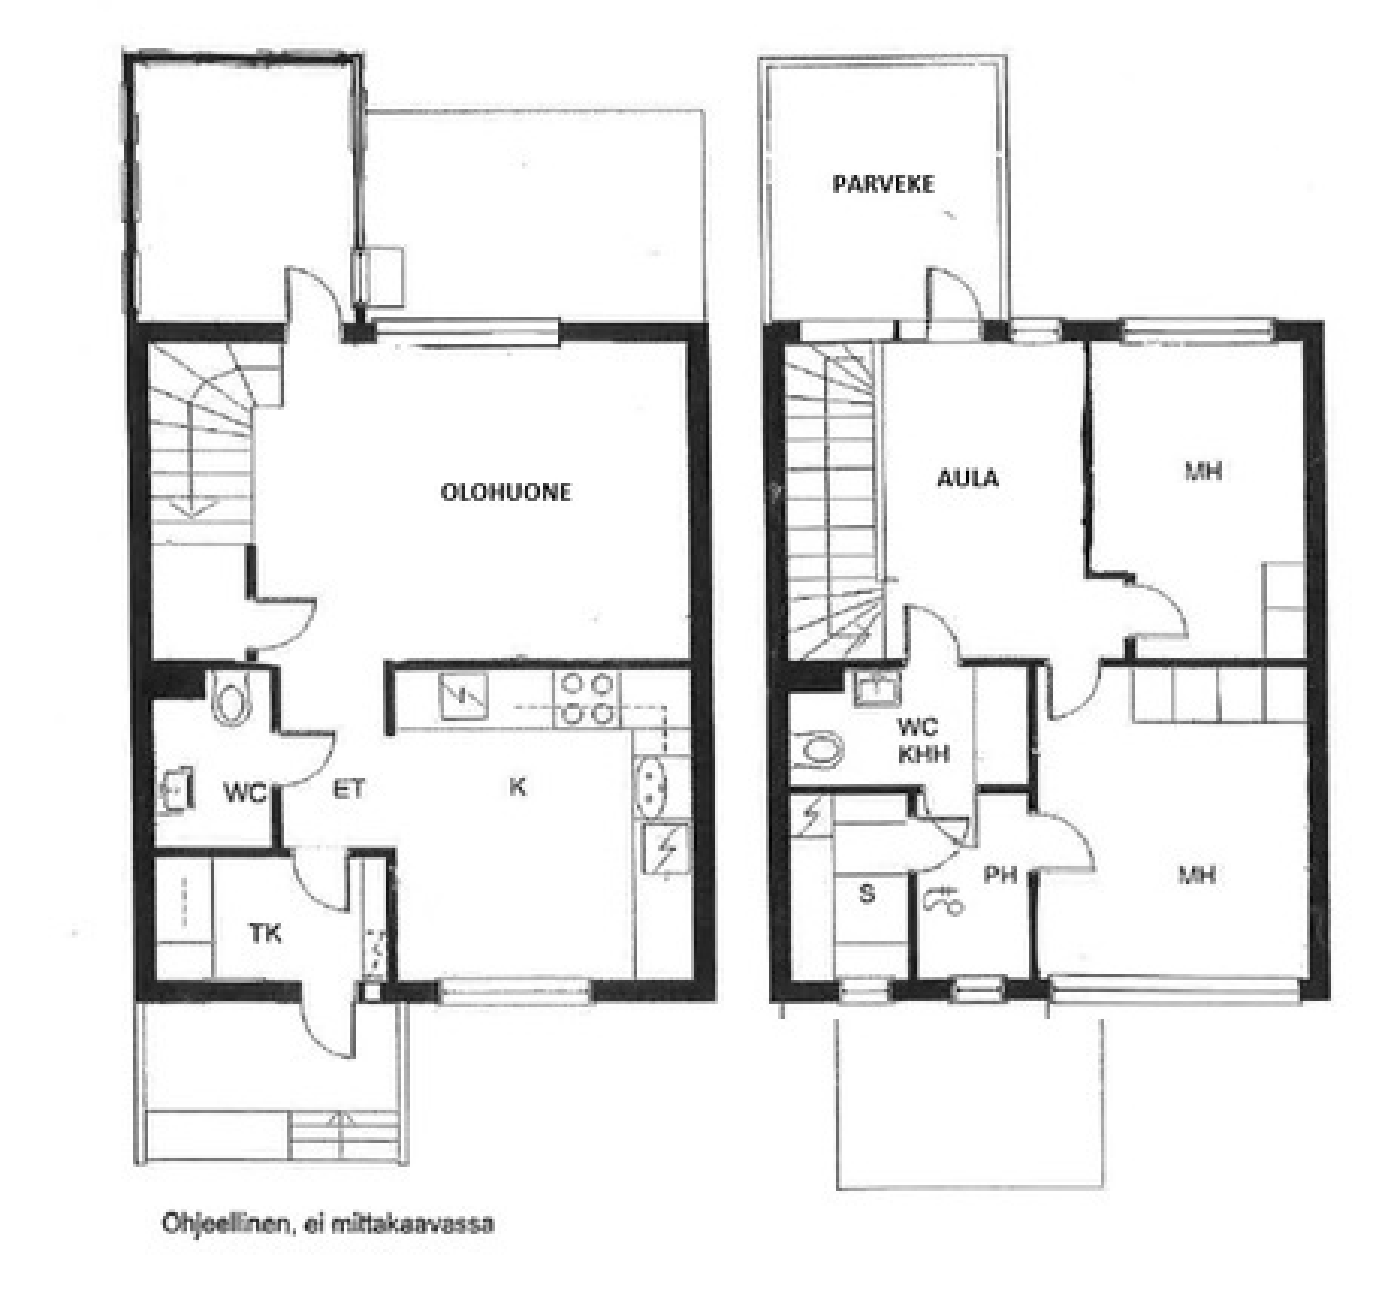 PARVEKE
OLOHUONE
AULA
MH
WC
ET
K
WC
KHH
TK
S
PH
MH
Ohjeellinen, ei mittakaavassa